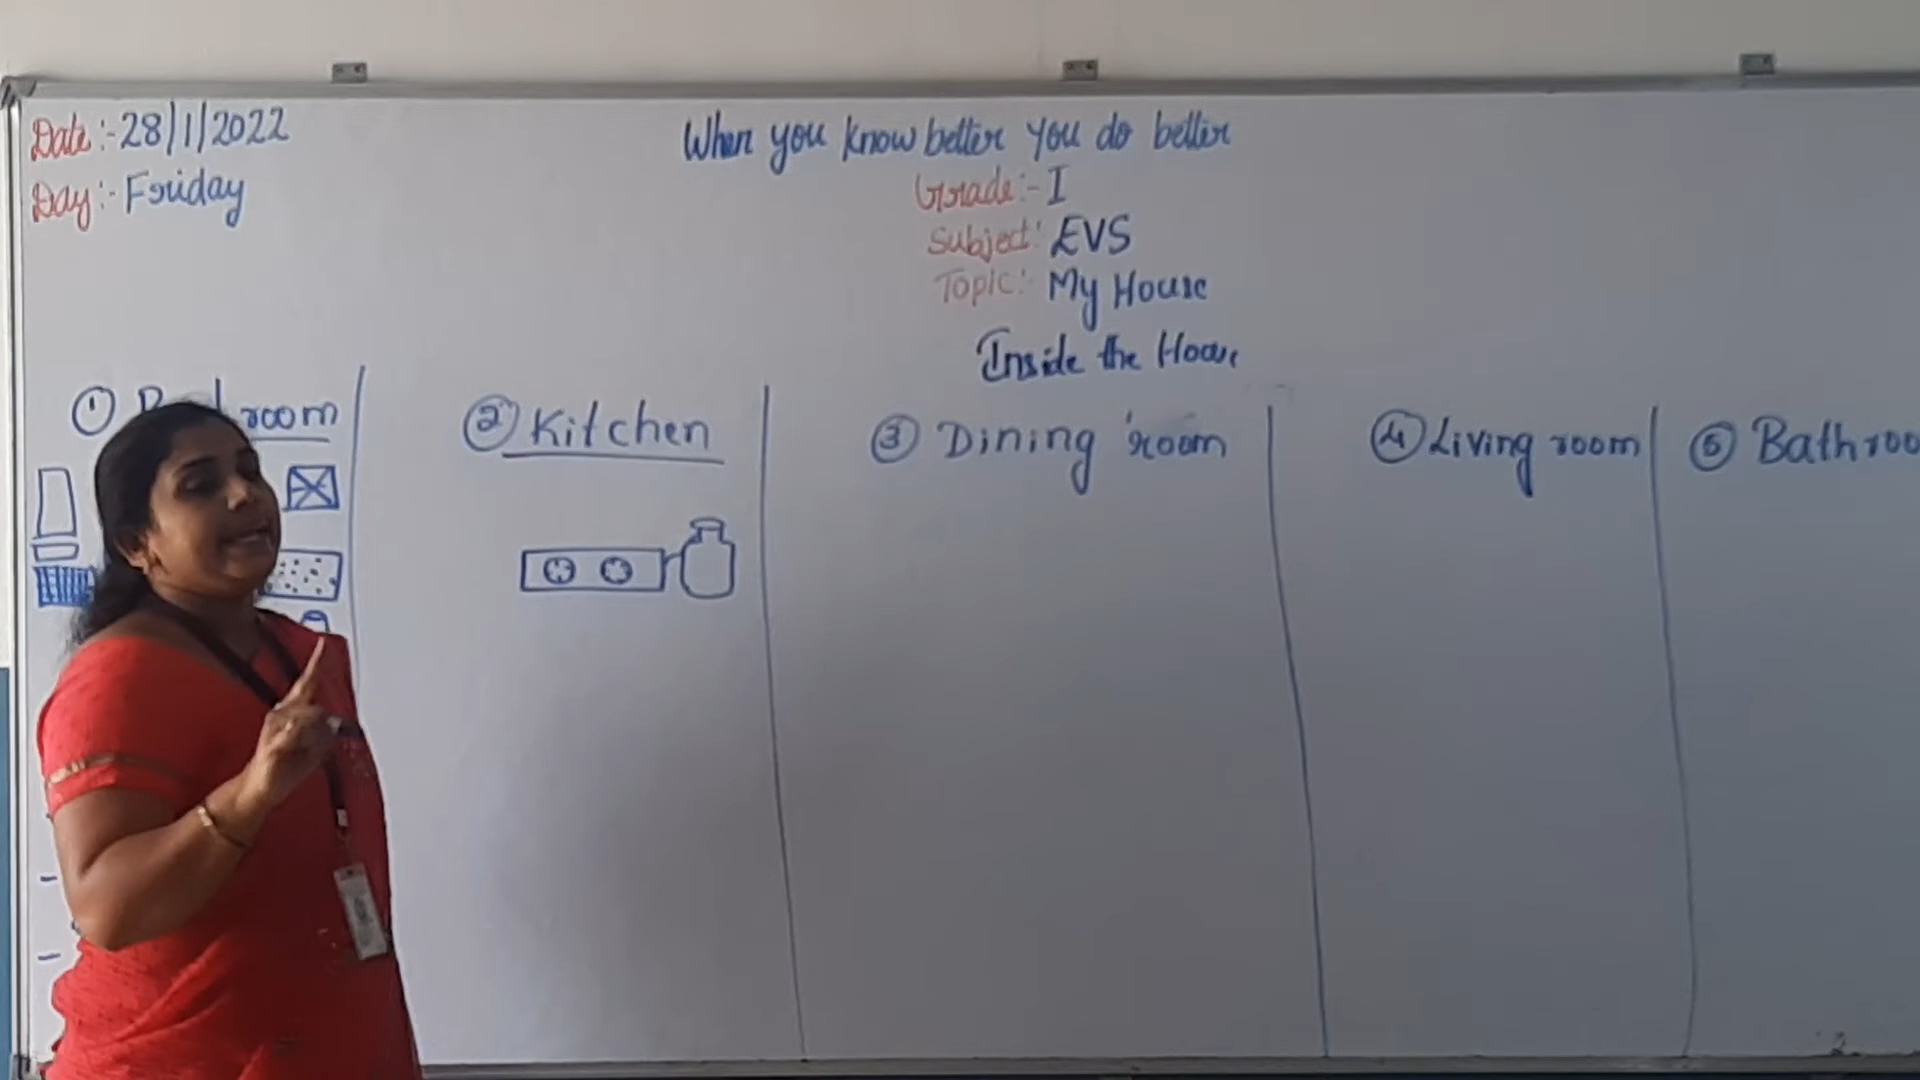 Date:- 28/1/2022
Day:- Friday
When you know better you do better
Grade:- I
Subject: EVS
Topic:- My House
Inside the House
① room
② Kitchen
③ Dining room
④ Living room
⑤ Bathroo